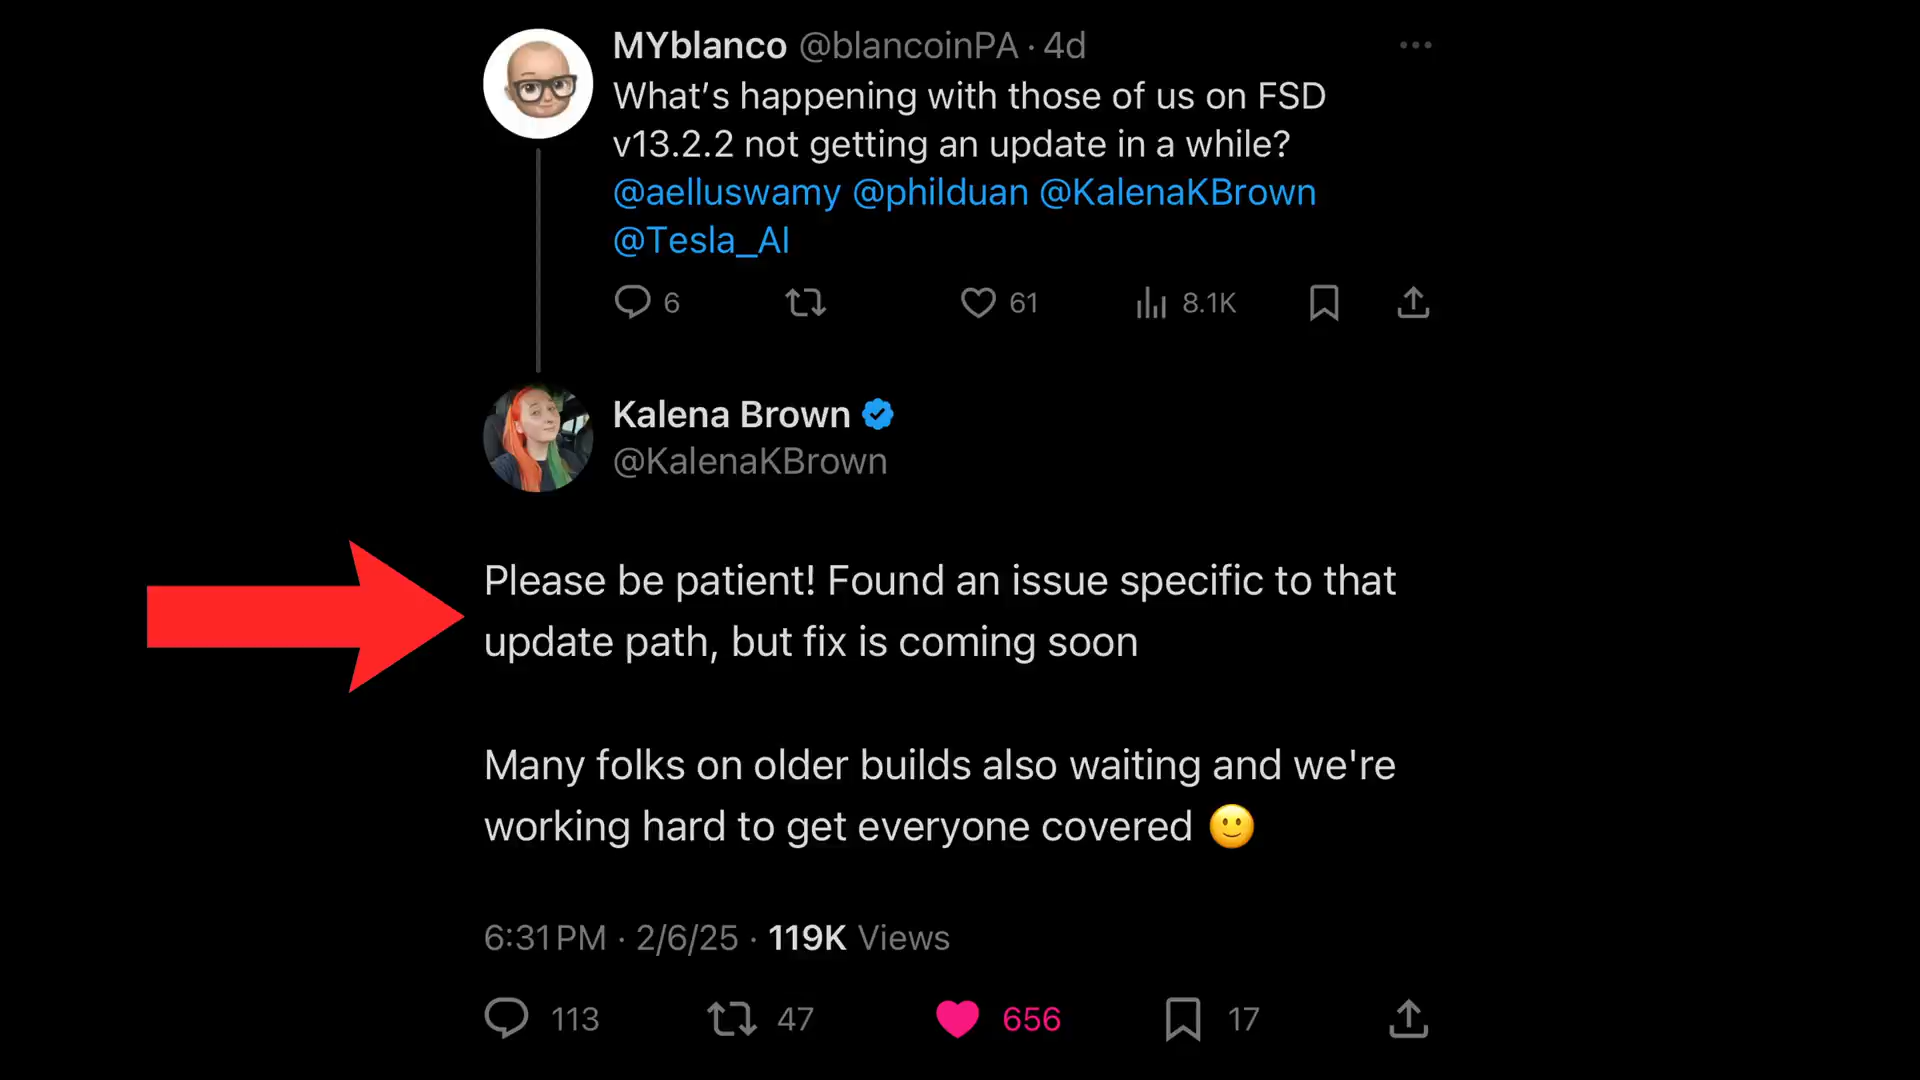 MYblanco @blancoinPA · 4d
What’s happening with those of us on FSD
v13.2.2 not getting an update in a while?
@aelluswamy @philduan @KalenaKBrown
@Tesla_AI
6 61 8.1K
Kalena Brown
@KalenaKBrown
Please be patient! Found an issue specific to that
update path, but fix is coming soon
Many folks on older builds also waiting and we're
working hard to get everyone covered 🙂
6:31 PM · 2/6/25 · 119K Views
113 47 656 17